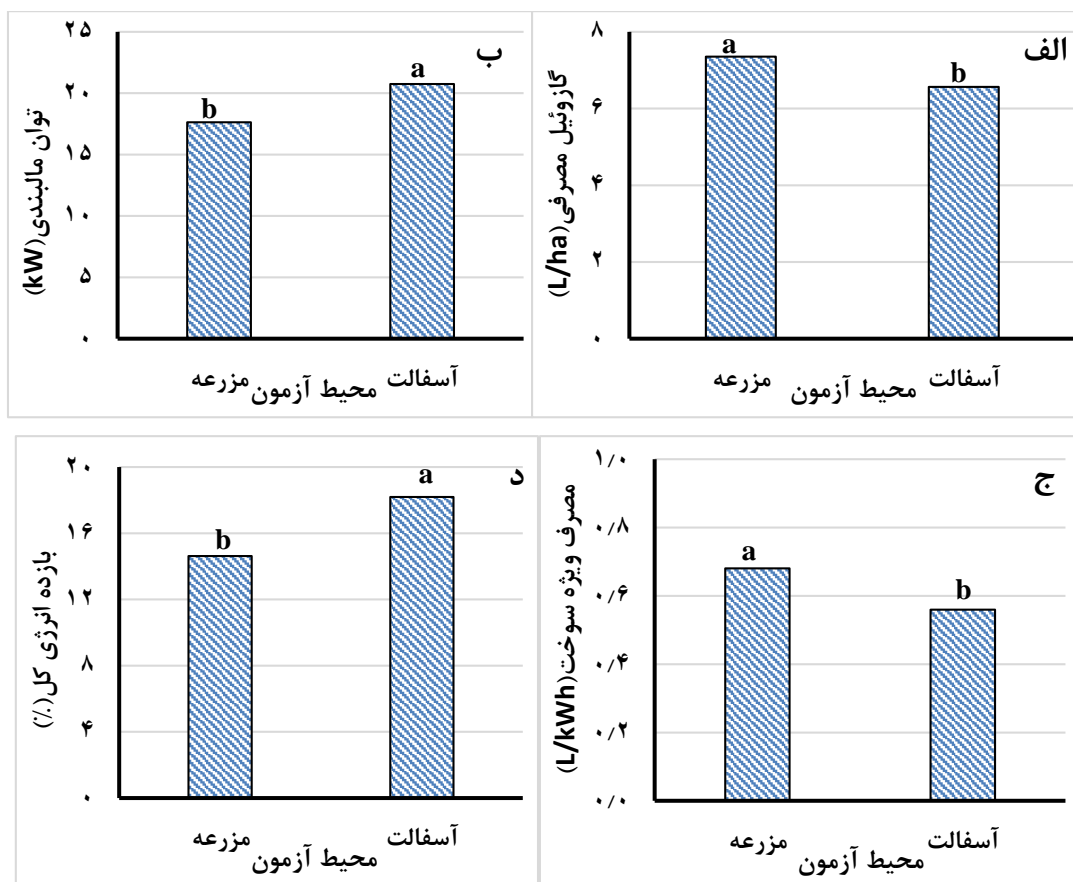 الف
گازوئیل مصرفی(L/ha)
۸
۶
۴
۲
۰
a
b
مزرعه
آسفالت
محیط آزمون
ب
توان مالبندی(kW)
۲۵
۲۰
۱۵
۱۰
۵
۰
b
a
مزرعه
آسفالت
محیط آزمون
ج
مصرف ویژه سوخت(L/kWh)
۱/۰
۰/۸
۰/۶
۰/۴
۰/۲
۰/۰
a
b
مزرعه
آسفالت
محیط آزمون
د
بازده انرژی کل(٪)
۲۰
۱۶
۱۲
۸
۴
۰
b
a
مزرعه
آسفالت
محیط آزمون